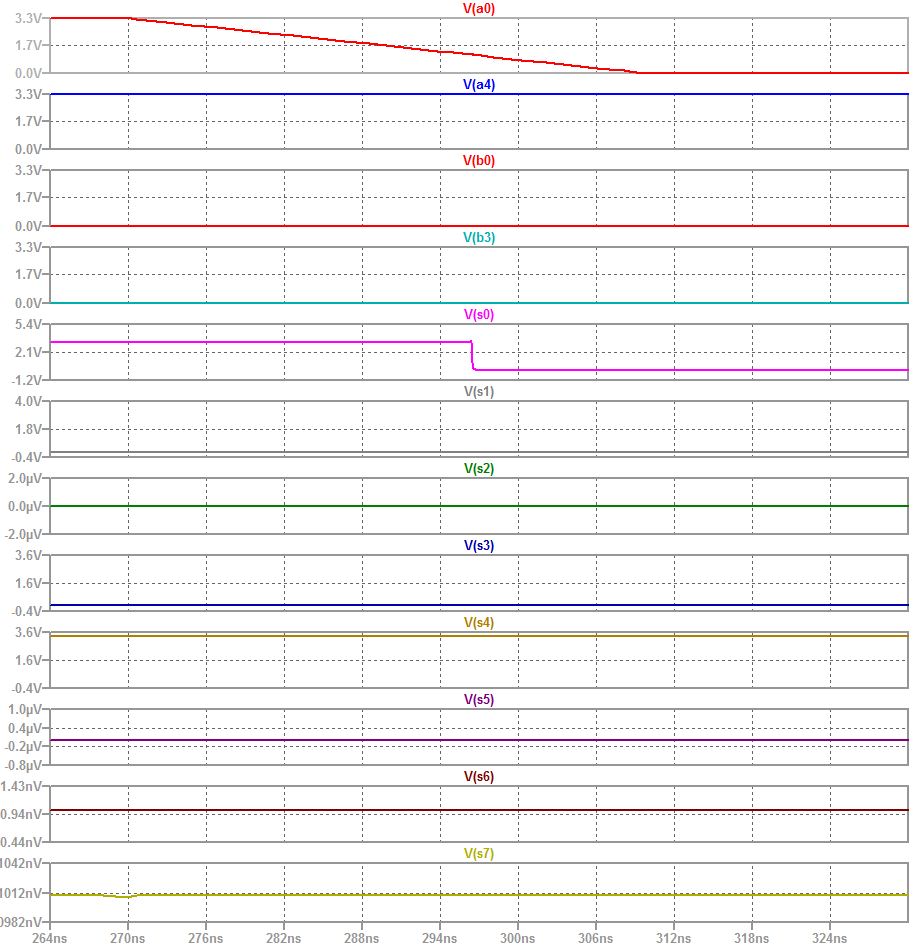 V(a0)
3.3V
1.7V
0.0V
V(a4)
3.3V
1.7V
0.0V
V(b0)
3.3V
1.7V
0.0V
V(b3)
3.3V
1.7V
0.0V
V(s0)
5.4V
2.1V
-1.2V
V(s1)
4.0V
1.8V
-0.4V
V(s2)
2.0µV
0.0µV
-2.0µV
V(s3)
3.6V
1.6V
-0.4V
V(s4)
3.6V
1.6V
-0.4V
V(s5)
1.0µV
0.4µV
-0.2µV
-0.8µV
V(s6)
1.43nV
0.94nV
0.44nV
V(s7)
1042nV
1012nV
0982nV
264ns 270ns 276ns 282ns 288ns 294ns 300ns 306ns 312ns 318ns 324ns